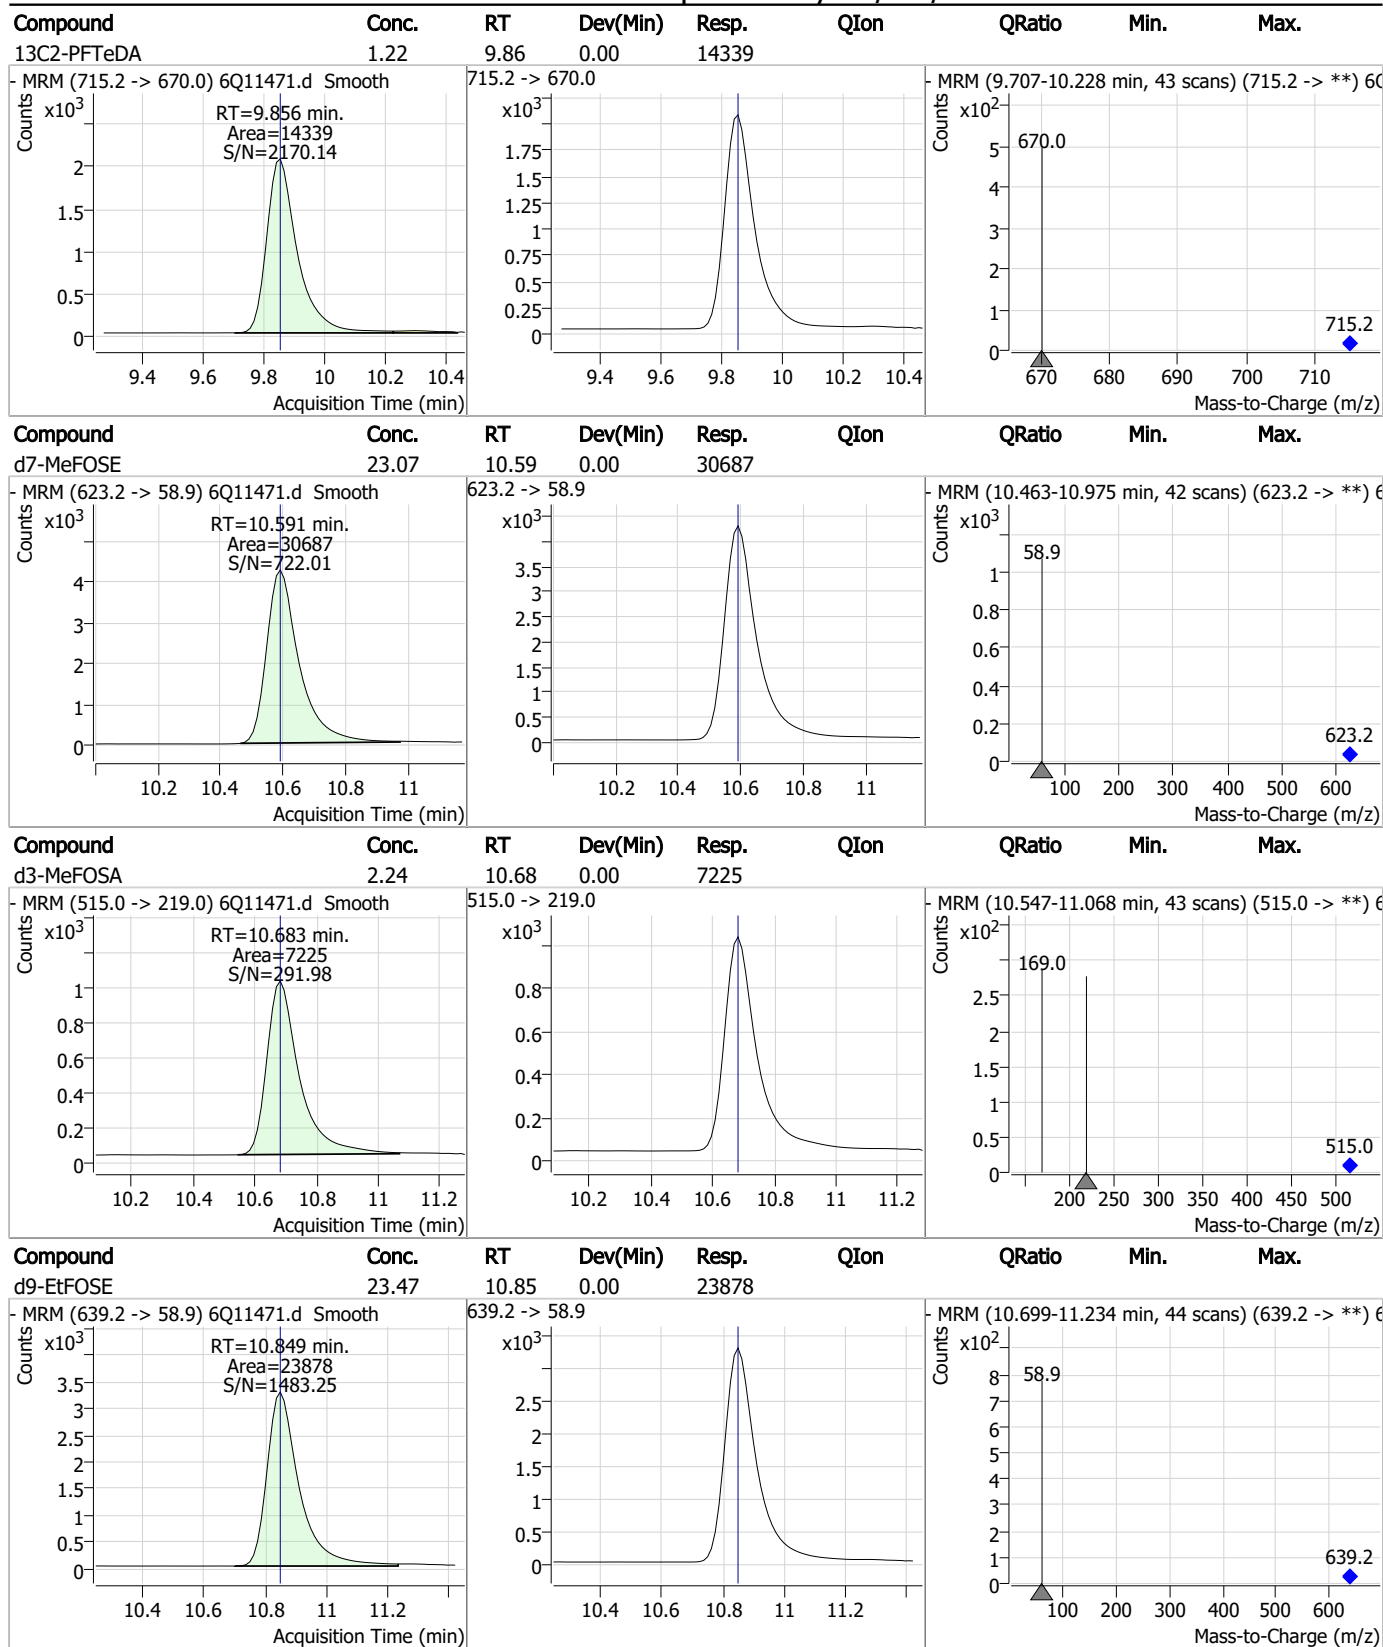 Compound Conc. RT Dev(Min) Resp. QIon QRatio Min. Max.
13C2-PFTeDA 1.22 9.86 0.00 14339
- MRM (715.2 -> 670.0) 6Q11471.d Smooth
Counts
x10³
RT=9.856 min.
Area=14339
S/N=2170.14
2
1.5
1
0.5
0
9.4 9.6 9.8 10 10.2 10.4
Acquisition Time (min)
715.2 -> 670.0
x10³
1.75
1.5
1.25
1
0.75
0.5
0.25
0
9.4 9.6 9.8 10 10.2 10.4
- MRM (9.707-10.228 min, 43 scans) (715.2 -> **)
Counts
x10²
670.0
5
4
3
2
1
0
715.2
670 680 690 700 710
Mass-to-Charge (m/z)
Compound Conc. RT Dev(Min) Resp. QIon QRatio Min. Max.
d7-MeFOSE 23.07 10.59 0.00 30687
- MRM (623.2 -> 58.9) 6Q11471.d Smooth
Counts
x10³
RT=10.591 min.
Area=30687
S/N=722.01
4
3
2
1
0
10.2 10.4 10.6 10.8 11
Acquisition Time (min)
623.2 -> 58.9
x10³
3.5
3
2.5
2
1.5
1
0.5
0
10.2 10.4 10.6 10.8 11
- MRM (10.463-10.975 min, 42 scans) (623.2 -> **)
Counts
x10³
58.9
1
0.8
0.6
0.4
0.2
0
623.2
100 200 300 400 500 600
Mass-to-Charge (m/z)
Compound Conc. RT Dev(Min) Resp. QIon QRatio Min. Max.
d3-MeFOSA 2.24 10.68 0.00 7225
- MRM (515.0 -> 219.0) 6Q11471.d Smooth
Counts
x10³
RT=10.683 min.
Area=7225
S/N=291.98
1
0.8
0.6
0.4
0.2
0
10.2 10.4 10.6 10.8 11 11.2
Acquisition Time (min)
515.0 -> 219.0
x10³
0.8
0.6
0.4
0.2
0
10.2 10.4 10.6 10.8 11 11.2
- MRM (10.547-11.068 min, 43 scans) (515.0 -> **)
Counts
x10²
169.0
2.5
2
1.5
1
0.5
0
515.0
200 250 300 350 400 450 500
Mass-to-Charge (m/z)
Compound Conc. RT Dev(Min) Resp. QIon QRatio Min. Max.
d9-EtFOSE 23.47 10.85 0.00 23878
- MRM (639.2 -> 58.9) 6Q11471.d Smooth
Counts
x10³
RT=10.849 min.
Area=23878
S/N=1483.25
3.5
3
2.5
2
1.5
1
0.5
0
10.4 10.6 10.8 11 11.2
Acquisition Time (min)
639.2 -> 58.9
x10³
2.5
2
1.5
1
0.5
0
10.4 10.6 10.8 11 11.2
- MRM (10.699-11.234 min, 44 scans) (639.2 -> **)
Counts
x10²
58.9
8
7
6
5
4
3
2
1
0
639.2
100 200 300 400 500 600
Mass-to-Charge (m/z)